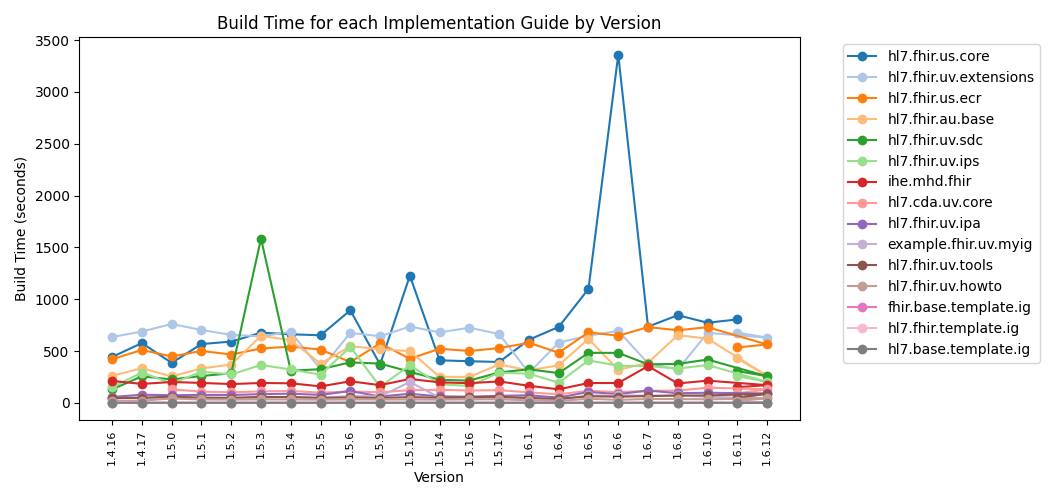 Build Time for each Implementation Guide by Version
Build Time (seconds)
3500
3000
2500
2000
1500
1000
500
0
1.4.16
1.4.17
1.5.0
1.5.1
1.5.2
1.5.3
1.5.4
1.5.5
1.5.6
1.5.9
1.5.10
1.5.14
1.5.16
1.5.17
1.6.1
1.6.4
1.6.5
1.6.6
1.6.7
1.6.8
1.6.10
1.6.11
1.6.12
Version
hl7.fhir.us.core
hl7.fhir.uv.extensions
hl7.fhir.us.ecr
hl7.fhir.au.base
hl7.fhir.uv.sdc
hl7.fhir.uv.ips
ihe.mhd.fhir
hl7.cda.uv.core
hl7.fhir.uv.ipa
example.fhir.uv.myig
hl7.fhir.uv.tools
hl7.fhir.uv.howto
fhir.base.template.ig
hl7.fhir.template.ig
hl7.base.template.ig